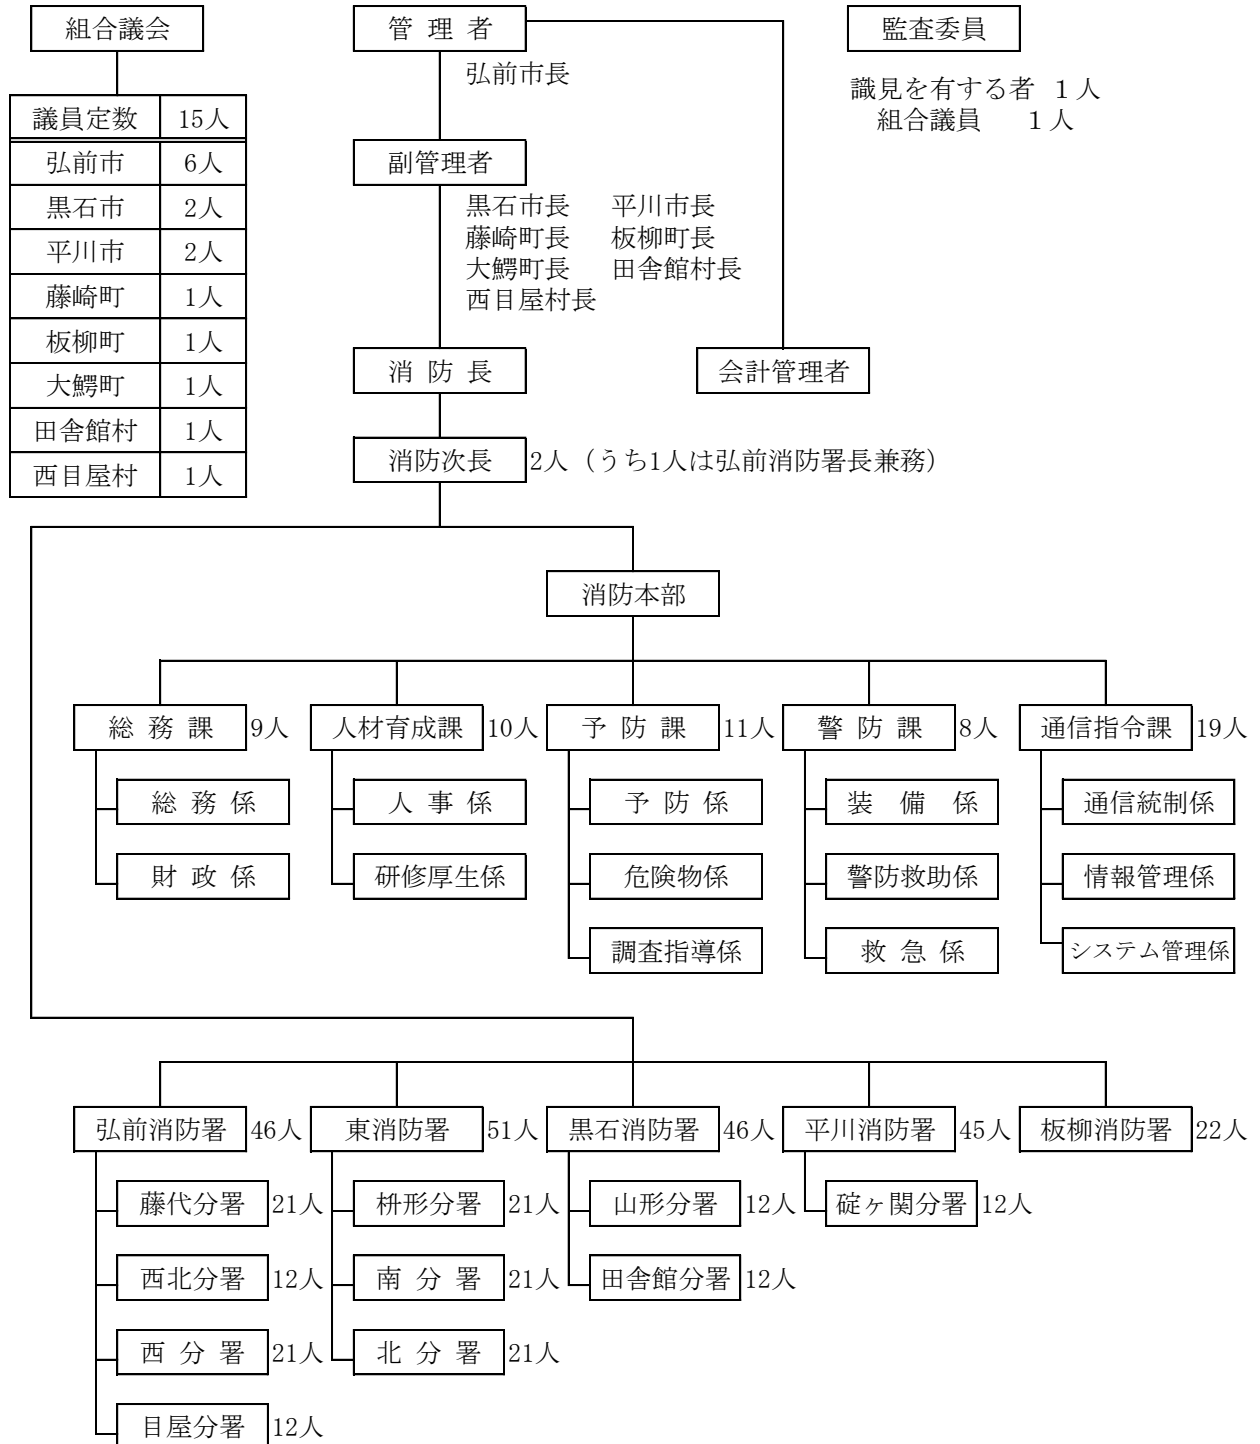 組合議会
管 理 者
監査委員
弘前市長
識見を有する者 １人
組合議員 １人
議員定数 15人
弘前市 6人
黒石市 2人
平川市 2人
藤崎町 1人
板柳町 1人
大鰐町 1人
田舎館村 1人
西目屋村 1人
副管理者
黒石市長 平川市長
藤崎町長 板柳町長
大鰐町長 田舎館村長
西目屋村長
消 防 長
会計管理者
消防次長 2人（うち1人は弘前消防署長兼務）
消防本部
総 務 課 9人
総 務 係
財 政 係
人材育成課 10人
人 事 係
研修厚生係
予 防 課 11人
予 防 係
危険物係
調査指導係
警 防 課 8人
装 備 係
警防救助係
救 急 係
通信指令課 19人
通信統制係
情報管理係
システム管理係
弘前消防署 46人
藤代分署 21人
西北分署 12人
西 分 署 21人
目屋分署 12人
東消防署 51人
枡形分署 21人
南 分 署 21人
北 分 署 21人
黒石消防署 46人
山形分署 12人
田舎館分署 12人
平川消防署 45人
碇ヶ関分署 12人
板柳消防署 22人